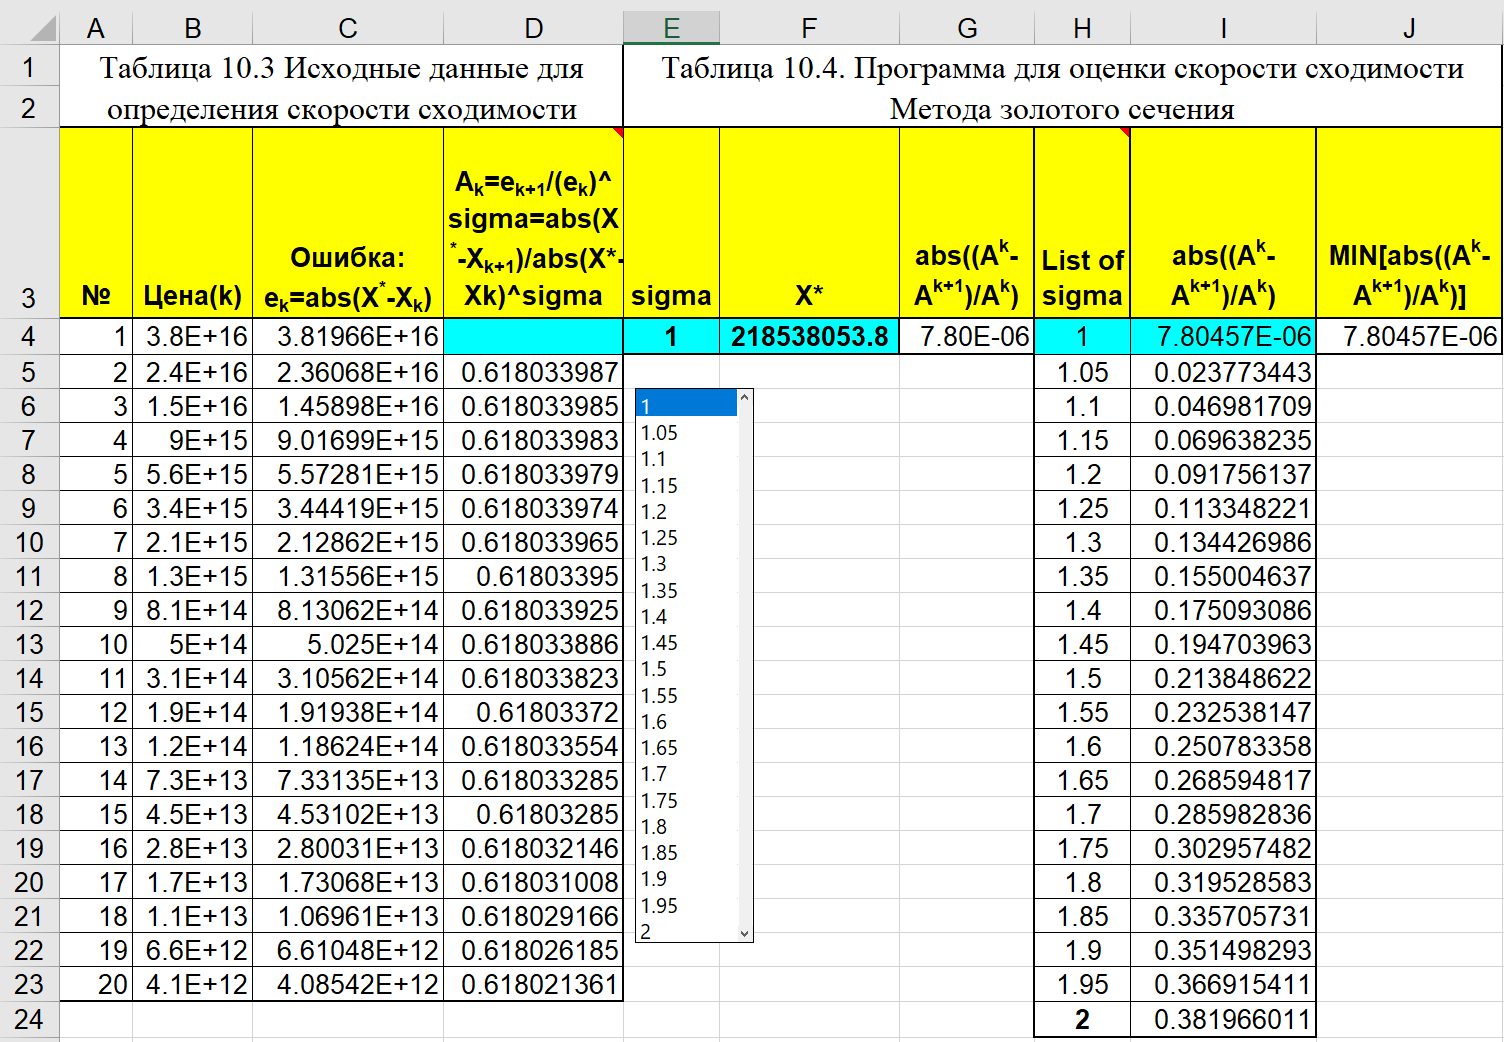 A B C D E F G H I J
1 Таблица 10.3 Исходные данные для Таблица 10.4. Программа для оценки скорости сходимости
2 определения скорости сходимости Метода золотого сечения
3 № Цена(k) Ошибка: eₖ=abs(X*-Xₖ) Aₖ=eₖ₊₁/(eₖ)^sigma=abs(X*-Xₖ₊₁)/abs(X*-Xk)^sigma sigma X* abs((Aᵏ-Aᵏ⁺¹)/Aᵏ) List of sigma abs((Aᵏ-Aᵏ⁺¹)/Aᵏ) MIN[abs((Aᵏ-Aᵏ⁺¹)/Aᵏ)]
4 1 3.8E+16 3.81966E+16 1 218538053.8 7.80E-06 1 7.80457E-06 7.80457E-06
5 2 2.4E+16 2.36068E+16 0.618033987 1.05 0.023773443
6 3 1.5E+16 1.45898E+16 0.618033985 1 1.1 0.046981709
7 4 9E+15 9.01699E+15 0.618033983 1.05 1.15 0.069638235
1.1
8 5 5.6E+15 5.57281E+15 0.618033979 1.15 1.2 0.091756137
9 6 3.4E+15 3.44419E+15 0.618033974 1.2 1.25 0.113348221
10 7 2.1E+15 2.12862E+15 0.618033965 1.25 1.3 0.134426986
1.3
11 8 1.3E+15 1.31556E+15 0.61803395 1.35 1.35 0.155004637
12 9 8.1E+14 8.13062E+14 0.618033925 1.4 1.4 0.175093086
13 10 5E+14 5.025E+14 0.618033886 1.45 1.45 0.194703963
1.5
14 11 3.1E+14 3.10562E+14 0.618033823 1.55 1.5 0.213848622
15 12 1.9E+14 1.91938E+14 0.61803372 1.6 1.55 0.232538147
16 13 1.2E+14 1.18624E+14 0.618033554 1.65 1.6 0.250783358
17 14 7.3E+13 7.33135E+13 0.618033285 1.7 1.65 0.268594817
1.75
18 15 4.5E+13 4.53102E+13 0.61803285 1.8 1.7 0.285982836
19 16 2.8E+13 2.80031E+13 0.618032146 1.85 1.75 0.302957482
20 17 1.7E+13 1.73068E+13 0.618031008 1.9 1.8 0.319528583
21 18 1.1E+13 1.06961E+13 0.618029166 1.95 1.85 0.335705731
22 19 6.6E+12 6.61048E+12 0.618026185 2 1.9 0.351498293
23 20 4.1E+12 4.08542E+12 0.618021361 1.95 0.366915411
24 2 0.381966011